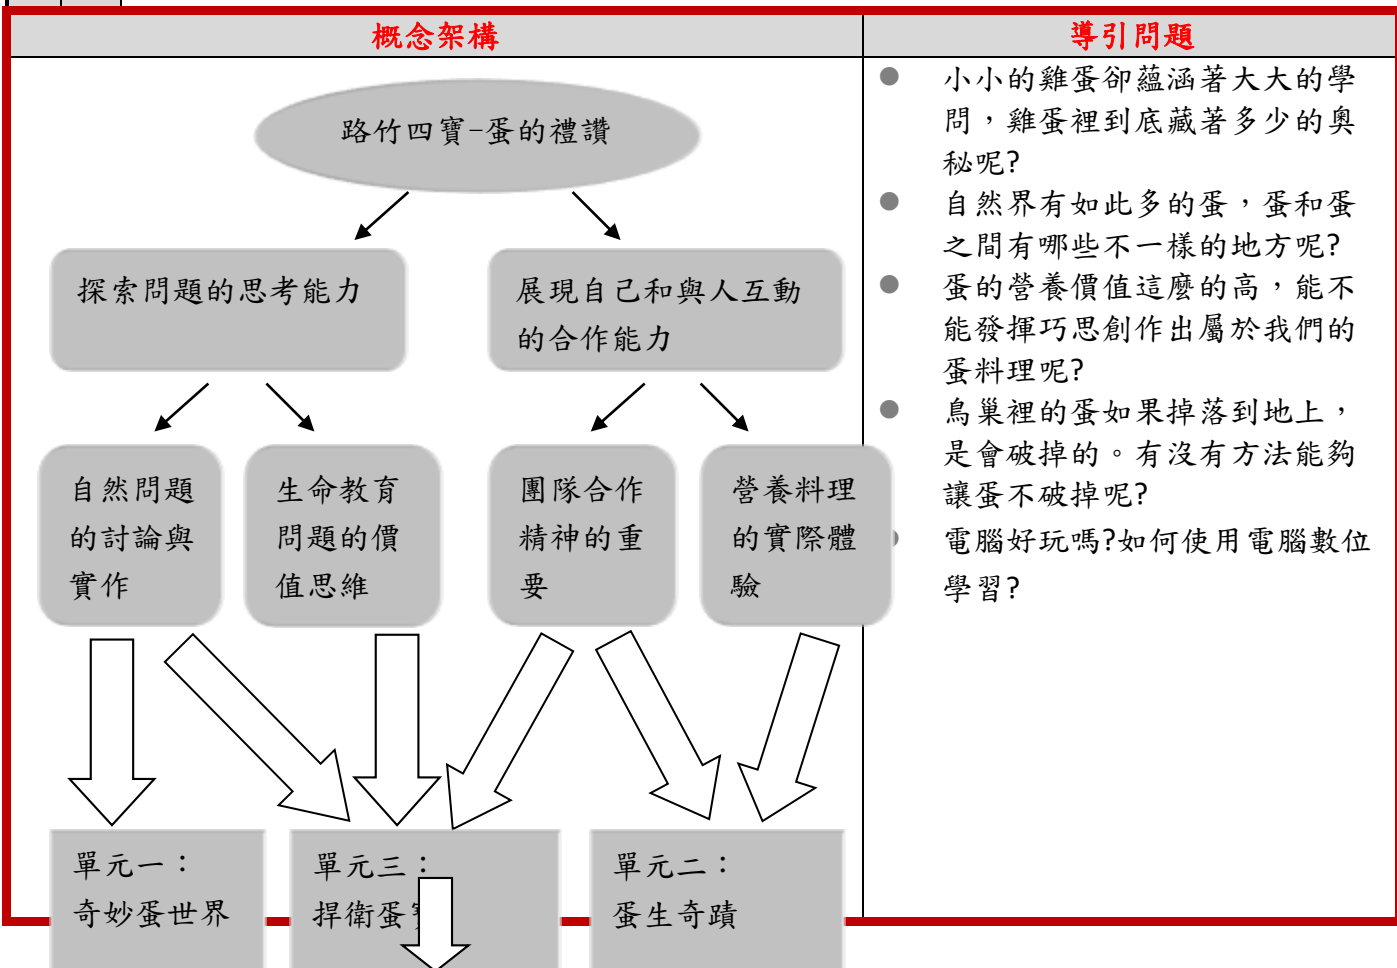 概念架構
導引問題
路竹四寶-蛋的禮讚
探索問題的思考能力
展現自己和與人互動
的合作能力
自然問題
的討論與
實作
生命教育
問題的價
值思維
團隊合作
精神的重
要
營養料理
的實際體
驗
單元一：
奇妙蛋世界
單元三：
捍衛蛋
單元二：
蛋生奇蹟
小小的雞蛋卻蘊涵著大大的學
問，雞蛋裡到底藏著多少的奧
秘呢?
自然界有如此多的蛋，蛋和蛋
之間有哪些不一樣的地方呢?
蛋的營養價值這麼的高，能不
能發揮巧思創作出屬於我們的
蛋料理呢?
鳥巢裡的蛋如果掉落到地上，
是會破掉的。有沒有方法能夠
讓蛋不破掉呢?
電腦好玩嗎?如何使用電腦數位
學習?